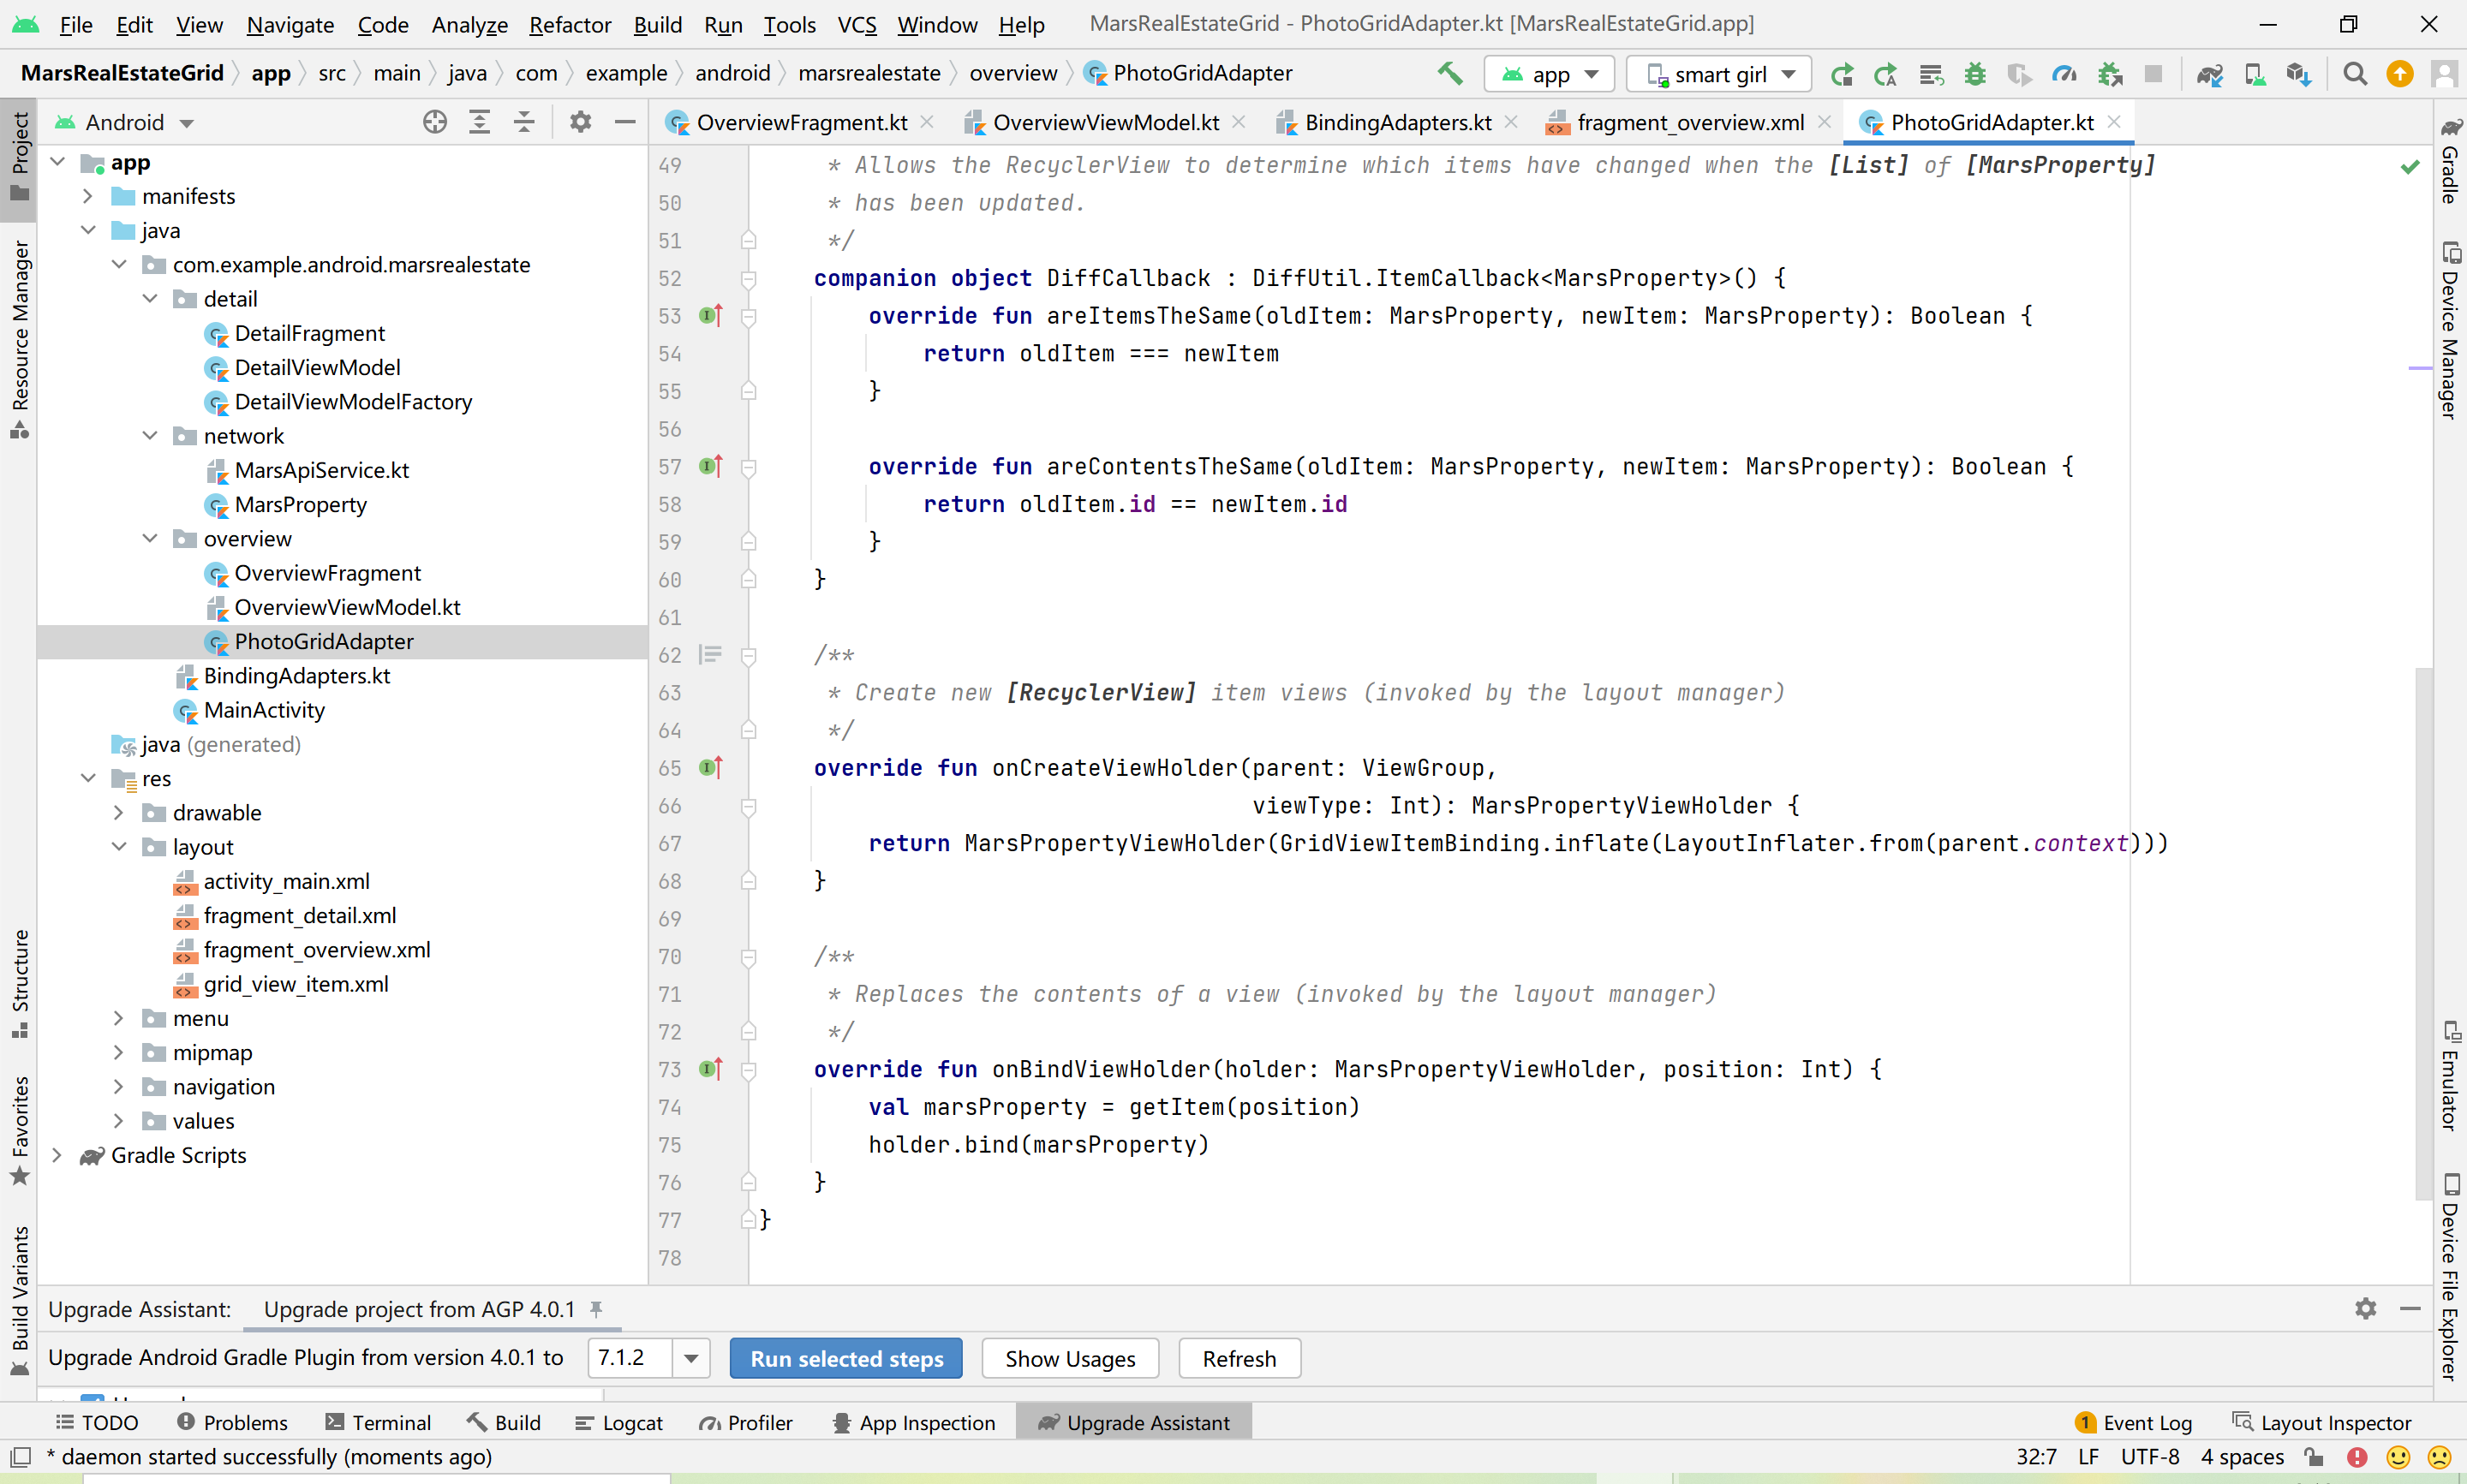 File Edit View Navigate Code Analyze Refactor Build Run Tools VCS Window Help MarsRealEstateGrid - PhotoGridAdapter.kt [MarsRealEstateGrid.app]
MarsRealEstateGrid app src main java com example android marsrealestate overview PhotoGridAdapter app smart girl
Android
OverviewFragment.kt OverviewViewModel.kt BindingAdapters.kt fragment_overview.xml PhotoGridAdapter.kt
Project
Resource Manager
Structure
Favorites
Build Variants
app
manifests
java
com.example.android.marsrealestate
detail
DetailFragment
DetailViewModel
DetailViewModelFactory
network
MarsApiService.kt
MarsProperty
overview
OverviewFragment
OverviewViewModel.kt
PhotoGridAdapter
BindingAdapters.kt
MainActivity
java (generated)
res
drawable
layout
activity_main.xml
fragment_detail.xml
fragment_overview.xml
grid_view_item.xml
menu
mipmap
navigation
values
Gradle Scripts
49 * Allows the RecyclerView to determine which items have changed when the [List] of [MarsProperty]
50 * has been updated.
51 */
52 companion object DiffCallback : DiffUtil.ItemCallback<MarsProperty>() {
53 override fun areItemsTheSame(oldItem: MarsProperty, newItem: MarsProperty): Boolean {
54 return oldItem === newItem
55 }
56
57 override fun areContentsTheSame(oldItem: MarsProperty, newItem: MarsProperty): Boolean {
58 return oldItem.id == newItem.id
59 }
60 }
61
62 /**
63 * Create new [RecyclerView] item views (invoked by the layout manager)
64 */
65 override fun onCreateViewHolder(parent: ViewGroup,
66 viewType: Int): MarsPropertyViewHolder {
67 return MarsPropertyViewHolder(GridViewItemBinding.inflate(LayoutInflater.from(parent.context)))
68 }
69
70 /**
71 * Replaces the contents of a view (invoked by the layout manager)
72 */
73 override fun onBindViewHolder(holder: MarsPropertyViewHolder, position: Int) {
74 val marsProperty = getItem(position)
75 holder.bind(marsProperty)
76 }
77 }
78
Gradle
Device Manager
Emulator
Device File Explorer
Upgrade Assistant: Upgrade project from AGP 4.0.1
Upgrade Android Gradle Plugin from version 4.0.1 to 7.1.2 Run selected steps Show Usages Refresh
TODO Problems Terminal Build Logcat Profiler App Inspection Upgrade Assistant 1 Event Log Layout Inspector
* daemon started successfully (moments ago) 32:7 LF UTF-8 4 spaces